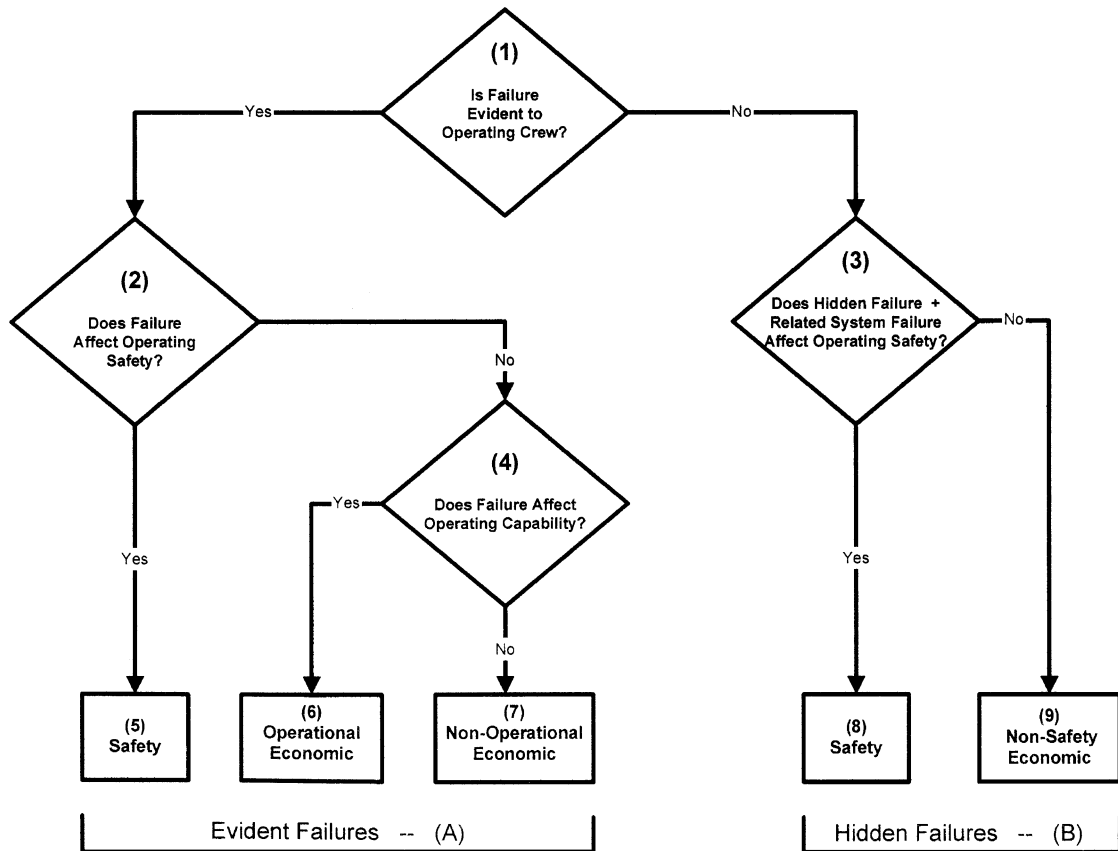 (1)
Is Failure
Evident to
Operating Crew?
Yes
No
(2)
Does Failure
Affect Operating
Safety?
No
(3)
Does Hidden Failure +
Related System Failure
Affect Operating Safety?
No
(4)
Does Failure Affect
Operating Capability?
Yes
Yes
Yes
No
(5)
Safety
(6)
Operational
Economic
(7)
Non-Operational
Economic
(8)
Safety
(9)
Non-Safety
Economic
Evident Failures -- (A)
Hidden Failures -- (B)